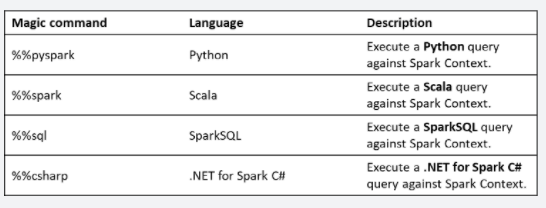 Magic command Language Description
%%pyspark Python Execute a Python query
against Spark Context.
%%spark Scala Execute a Scala query
against Spark Context.
%%sql SparkSQL Execute a SparkSQL query
against Spark Context.
%%csharp .NET for Spark C# Execute a .NET for Spark C#
query against Spark Context.